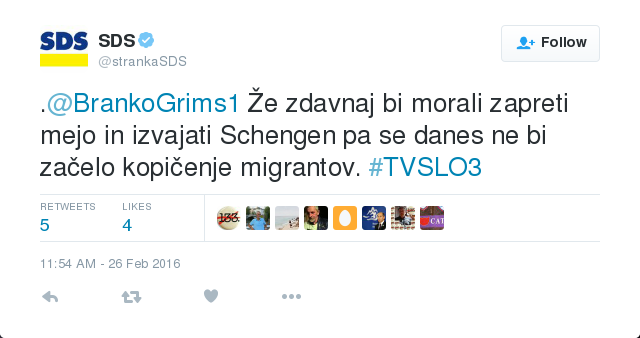 SDS SDS Follow
@strankaSDS
.@BrankoGrims1 Že zdavnaj bi morali zapreti
mejo in izvajati Schengen pa se danes ne bi
začelo kopičenje migrantov. #TVSLO3
RETWEETS LIKES
5 4
11:54 AM - 26 Feb 2016